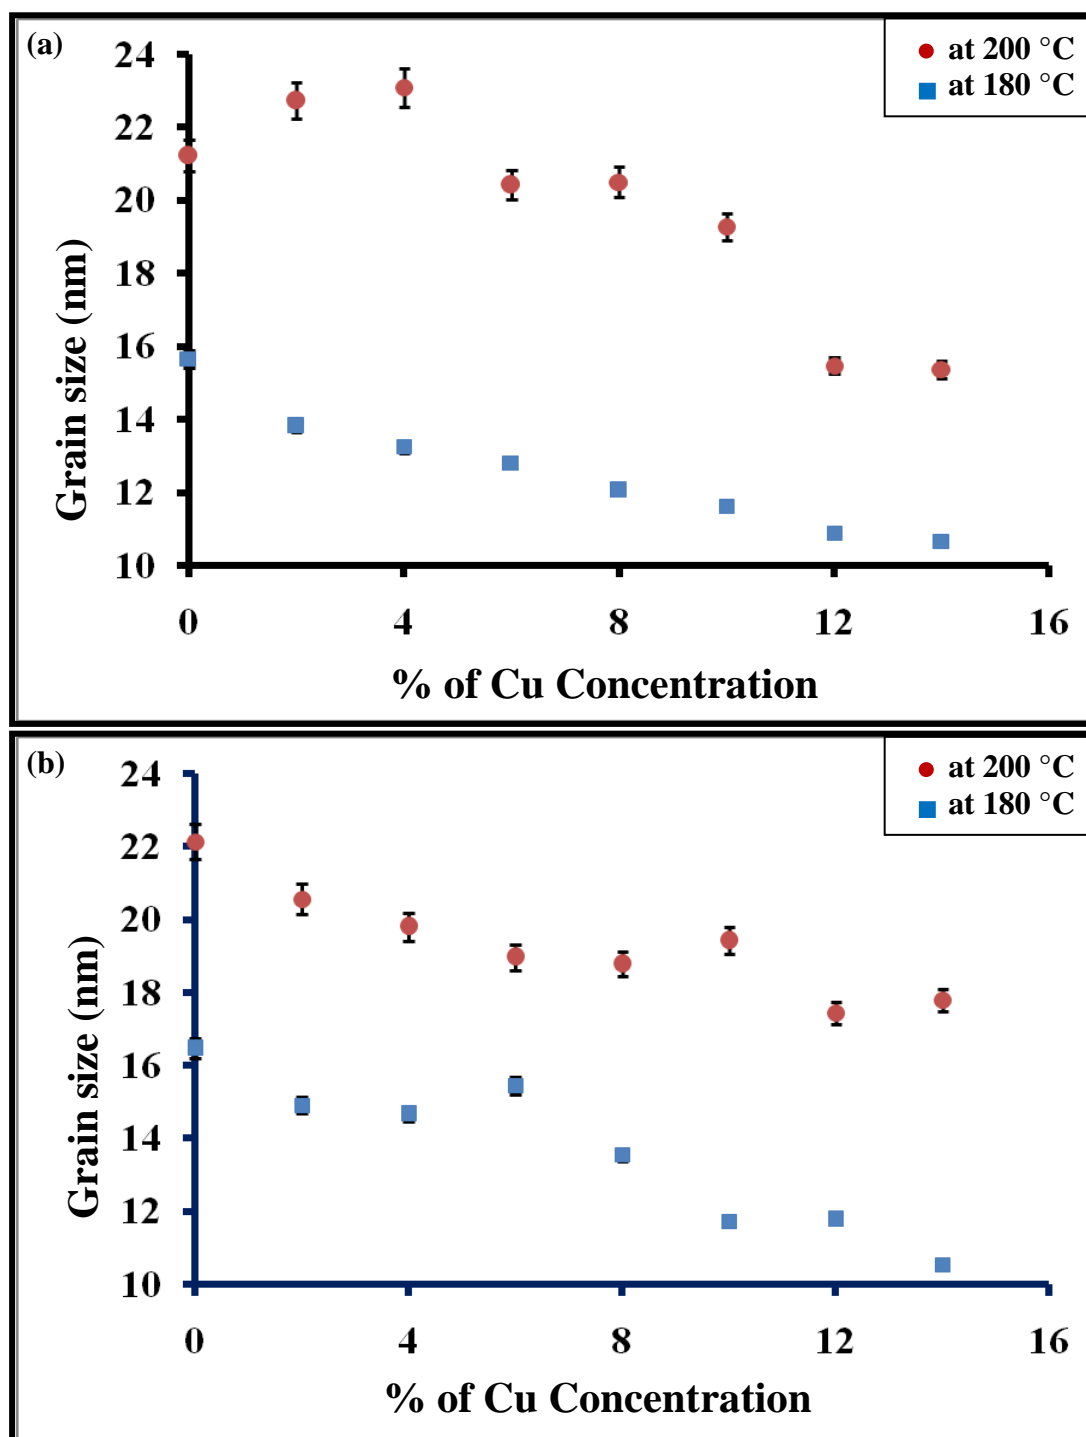 (a)
at 200 °C
at 180 °C
24
22
20
18
16
14
12
10
Grain size (nm)
0 4 8 12 16
% of Cu Concentration
(b)
at 200 °C
at 180 °C
24
22
20
18
16
14
12
10
Grain size (nm)
0 4 8 12 16
% of Cu Concentration